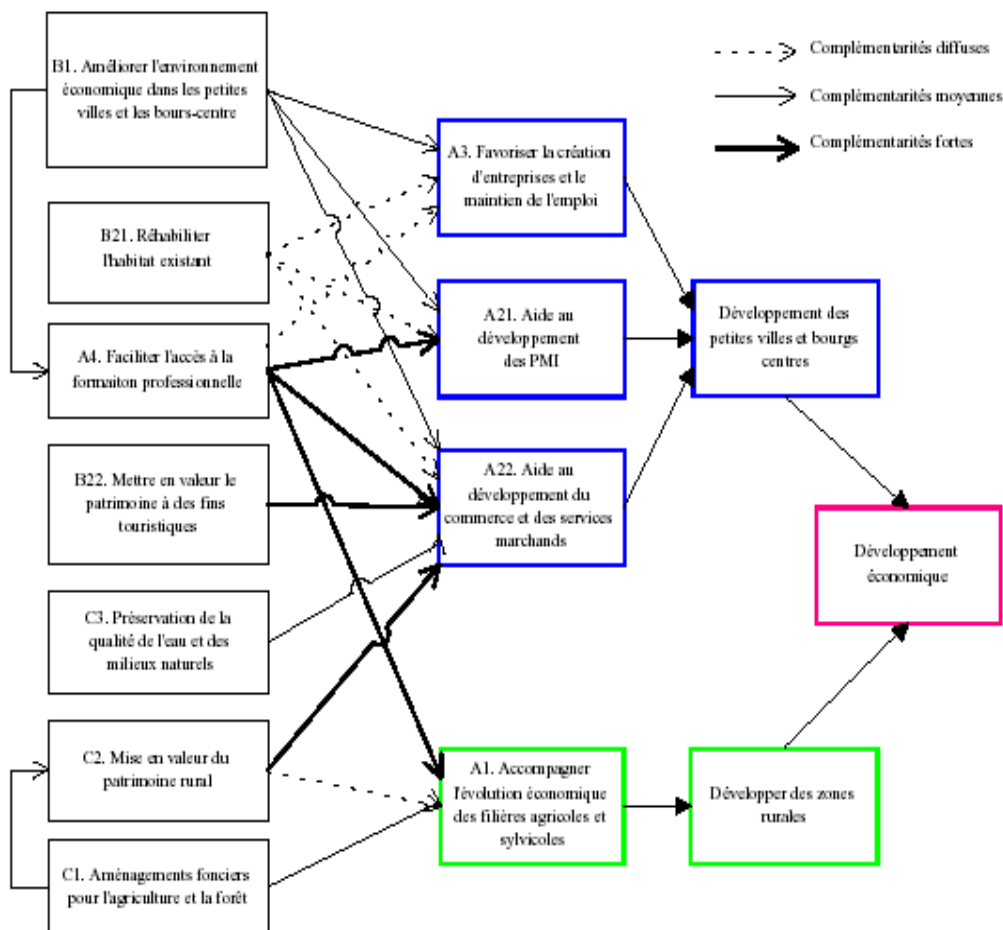 B1. Améliorer l'environnement
économique dans les petites
villes et les bours-centre
B21. Réhabiliter
l'habitat existant
A4. Faciliter l'accès à la
formaiton professionnelle
B22. Mettre en valeur le
patrimoine à des fins
touristiques
C3. Préservation de la
qualité de l'eau et des
milieux naturels
C2. Mise en valeur du
patrimoine rural
C1. Aménagements fonciers
pour l'agriculture et la forêt
A3. Favoriser la création
d'entreprises et le
maintien de l'emploi
A21. Aide au
développement
des PMI
A22. Aide au
développement du
commerce et des services
marchands
A1. Accompagner
l'évolution économique
des filières agricoles et
sylvicoles
Complémentarités diffuses
Complémentarités moyennes
Complémentarités fortes
Développement des
petites villes et bourgs
centres
Développer des zones
rurales
Développement
économique